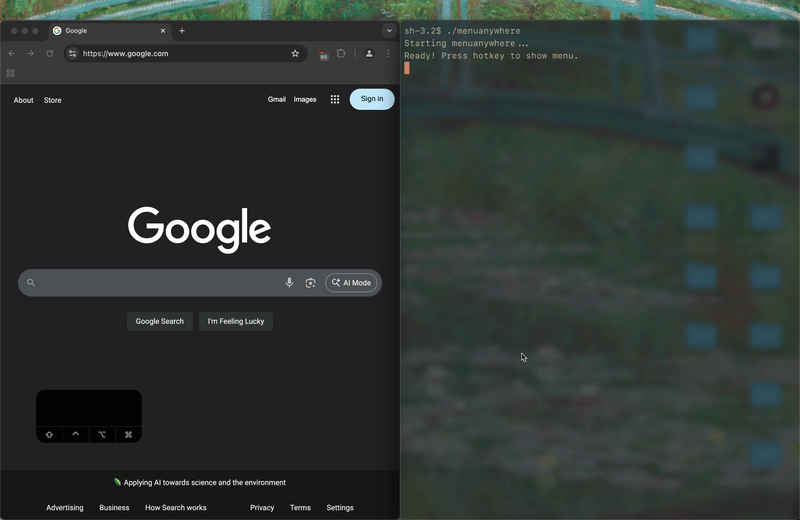 Google
https://www.google.com
50
About Store
Gmail Images
Sign in
Google
AI Mode
Google Search
I'm Feeling Lucky
Applying AI towards science and the environment
Advertising Business How Search works Privacy Terms Settings
sh-3.2$ ./menuanywhere
Starting menuanywhere...
Ready! Press hotkey to show menu.